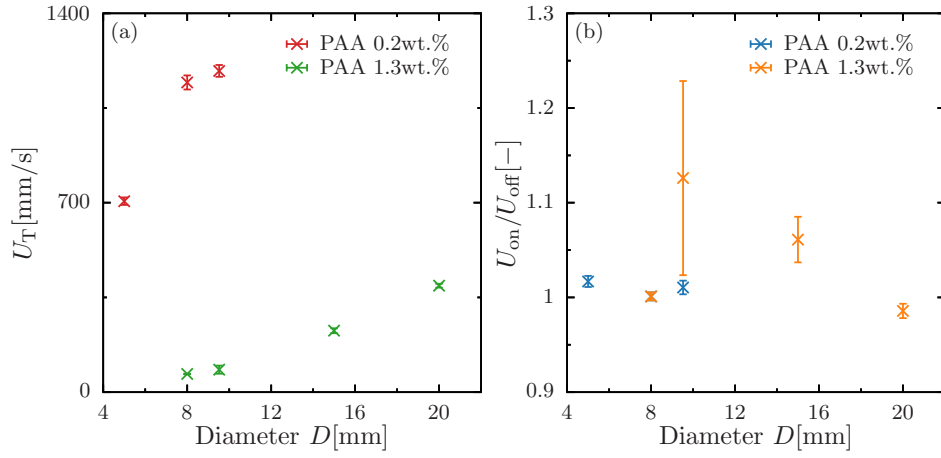 (a)
PAA 0.2wt.%
PAA 1.3wt.%
1400
700
0
U_T[mm/s]
4 8 12 16 20
Diameter D[mm]
(b)
PAA 0.2wt.%
PAA 1.3wt.%
1.3
1.2
1.1
1
0.9
U_on/U_off[−]
4 8 12 16 20
Diameter D[mm]